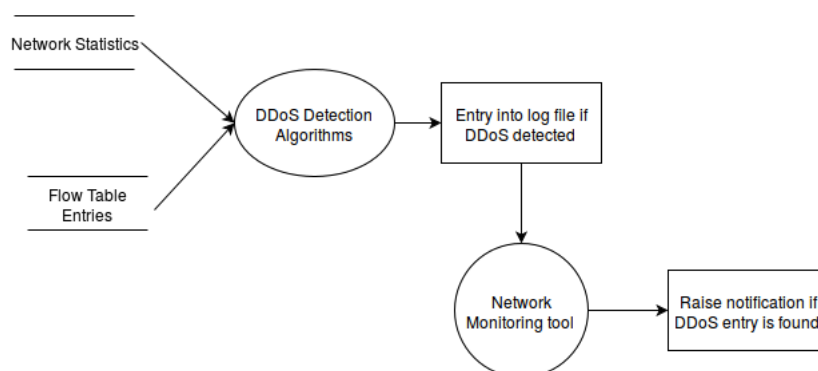 Network Statistics
DDoS Detection
Algorithms
Entry into log file if
DDoS detected
Flow Table
Entries
Network
Monitoring tool
Raise notification if
DDoS entry is found